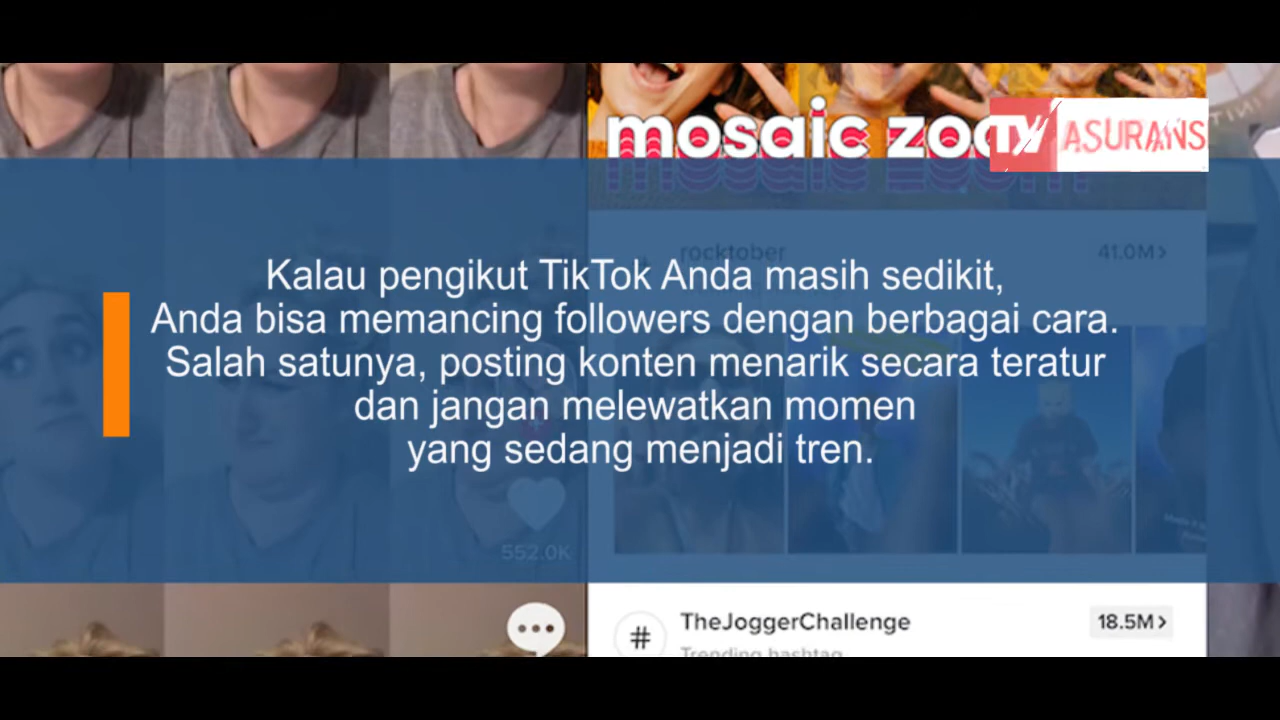 mosaic zoo
TV ASURANS
rocktober
41.0M>
Kalau pengikut TikTok Anda masih sedikit,
Anda bisa memancing followers dengan berbagai cara.
Salah satunya, posting konten menarik secara teratur
dan jangan melewatkan momen
yang sedang menjadi tren.
552.0K
# TheJoggerChallenge
18.5M>
Trending hashtag